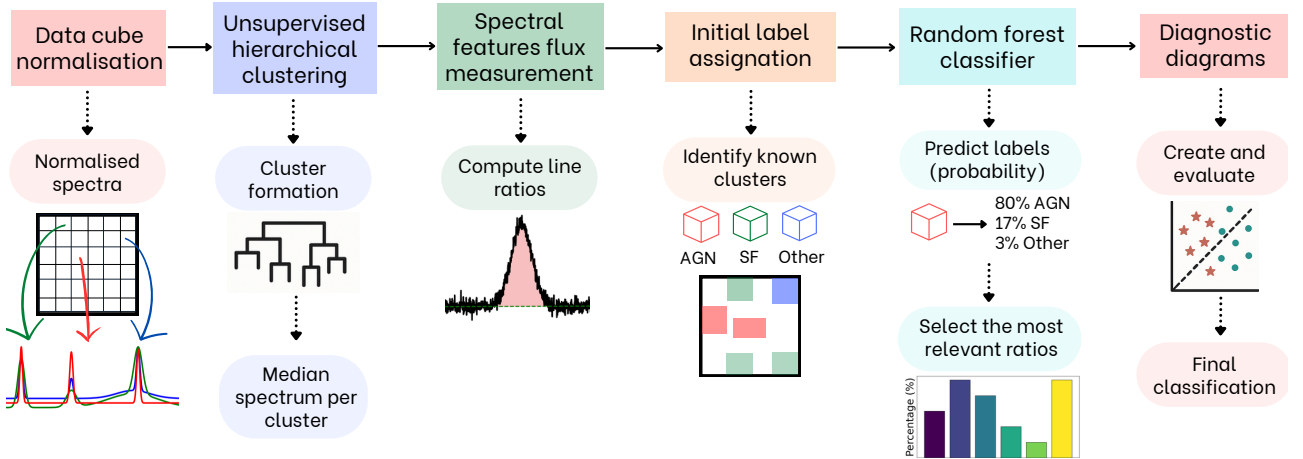 Data cube
normalisation
Unsupervised
hierarchical
clustering
Spectral
features flux
measurement
Initial label
assignation
Random forest
classifier
Diagnostic
diagrams
Normalised
spectra
Cluster
formation
Median
spectrum per
cluster
Compute line
ratios
Identify known
clusters
AGN
SF
Other
Predict labels
(probability)
80% AGN
17% SF
3% Other
Select the most
relevant ratios
Percentage (%)
Create and
evaluate
Final
classification